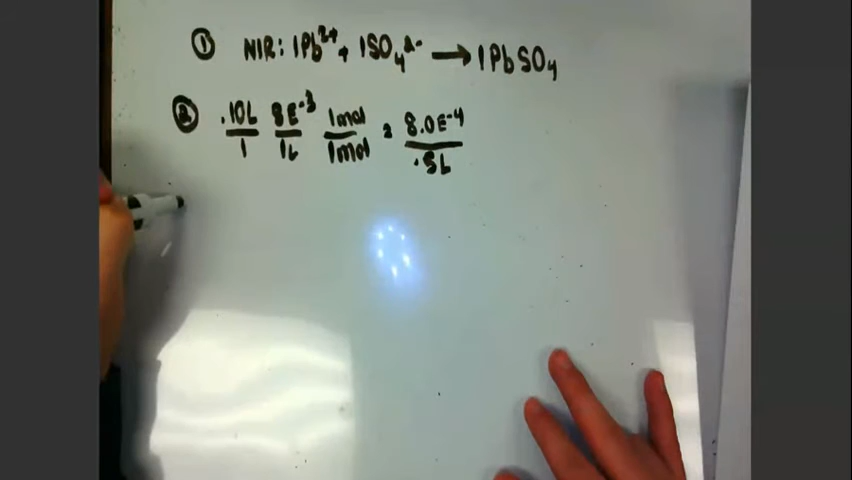 ① NIR: 1Pb²⁺ + 1SO₄²⁻ → 1PbSO₄
② .10L/1 8E⁻³/1L 1mol/1mol = 8.0E⁻⁴/.5L